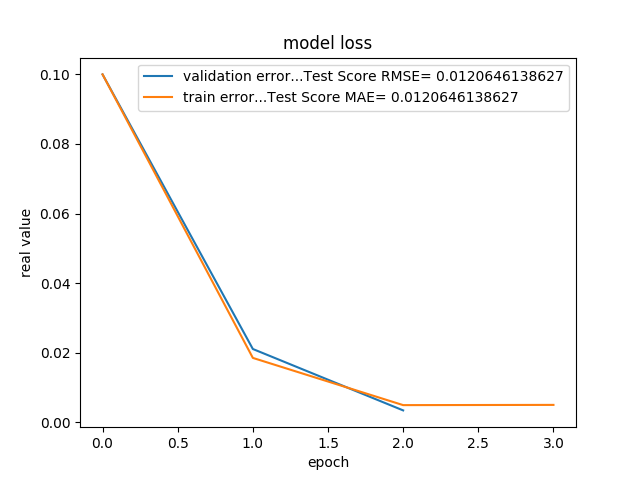 model loss
validation error...Test Score RMSE= 0.0120646138627
train error...Test Score MAE= 0.0120646138627
0.10
0.08
0.06
0.04
0.02
0.00
real value
0.0 0.5 1.0 1.5 2.0 2.5 3.0
epoch